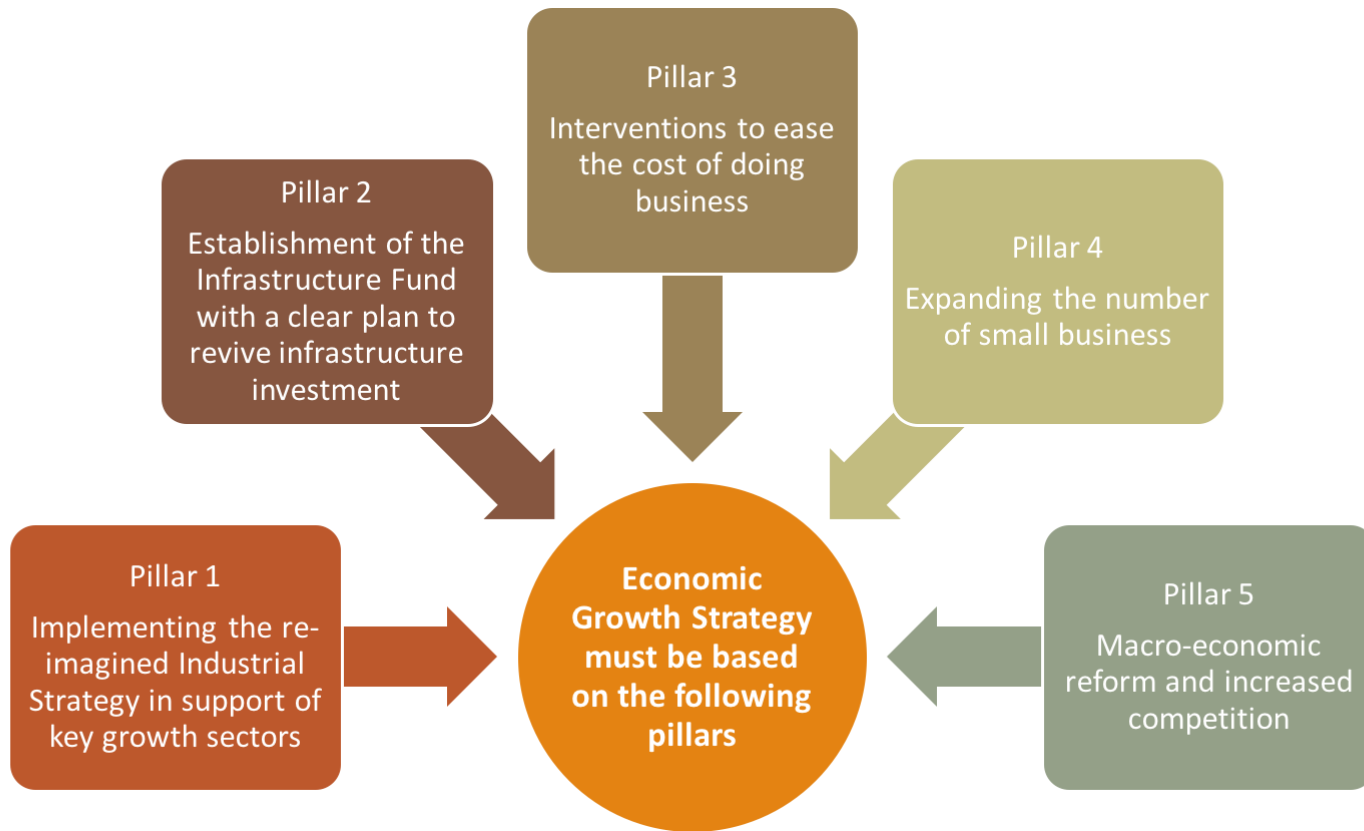 Pillar 1
Implementing the re-
imagined Industrial
Strategy in support of
key growth sectors
Pillar 2
Establishment of the
Infrastructure Fund
with a clear plan to
revive infrastructure
investment
Pillar 3
Interventions to ease
the cost of doing
business
Pillar 4
Expanding the number
of small business
Pillar 5
Macro-economic
reform and increased
competition
Economic
Growth Strategy
must be based
on the following
pillars